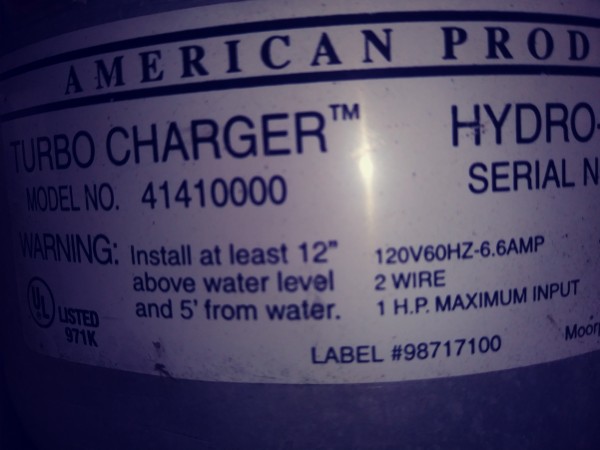 AMERICAN PROD
TURBO CHARGER™
MODEL NO. 41410000
HYDRO-
SERIAL N
WARNING: Install at least 12"
above water level
and 5' from water.
UL LISTED
971K
120V60HZ-6.6AMP
2 WIRE
1 H.P. MAXIMUM INPUT
LABEL #98717100
Moorp